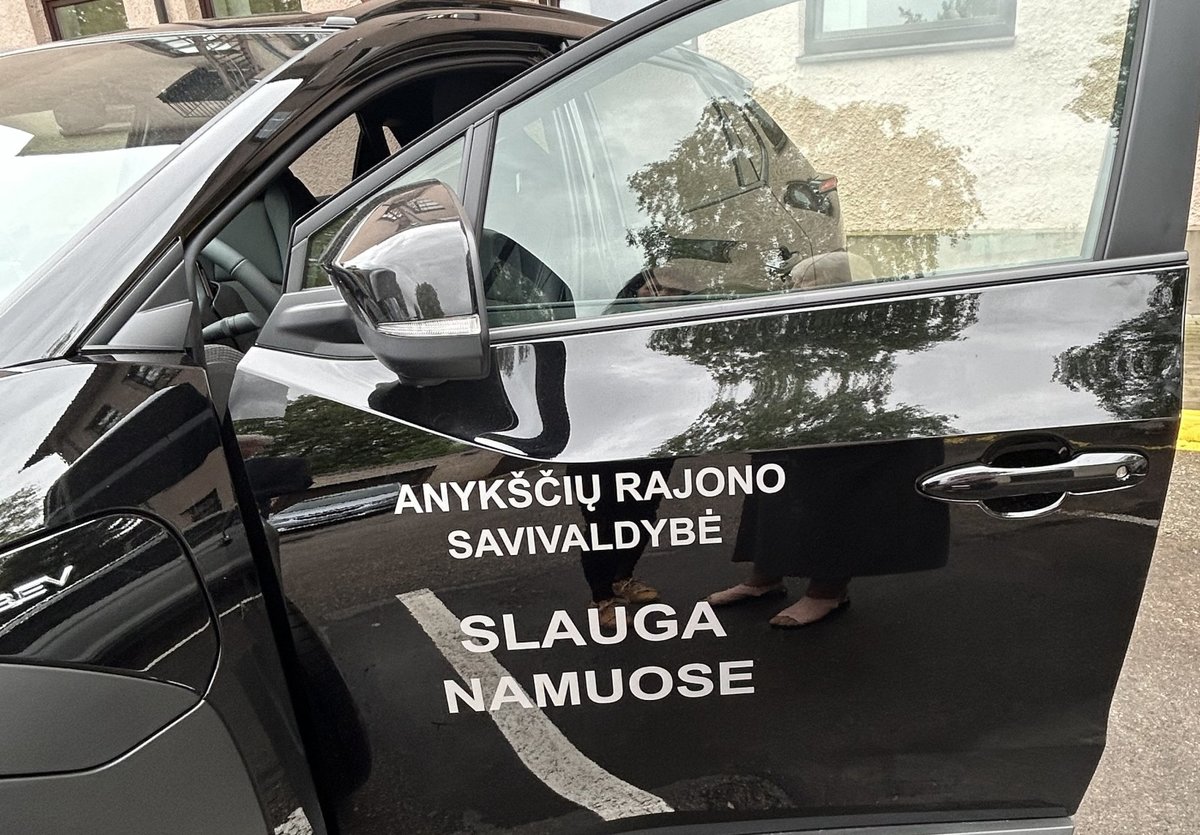 ANYKŠČIŲ RAJONO
SAVIVALDYBĖ
SLAUGA
NAMUOSE